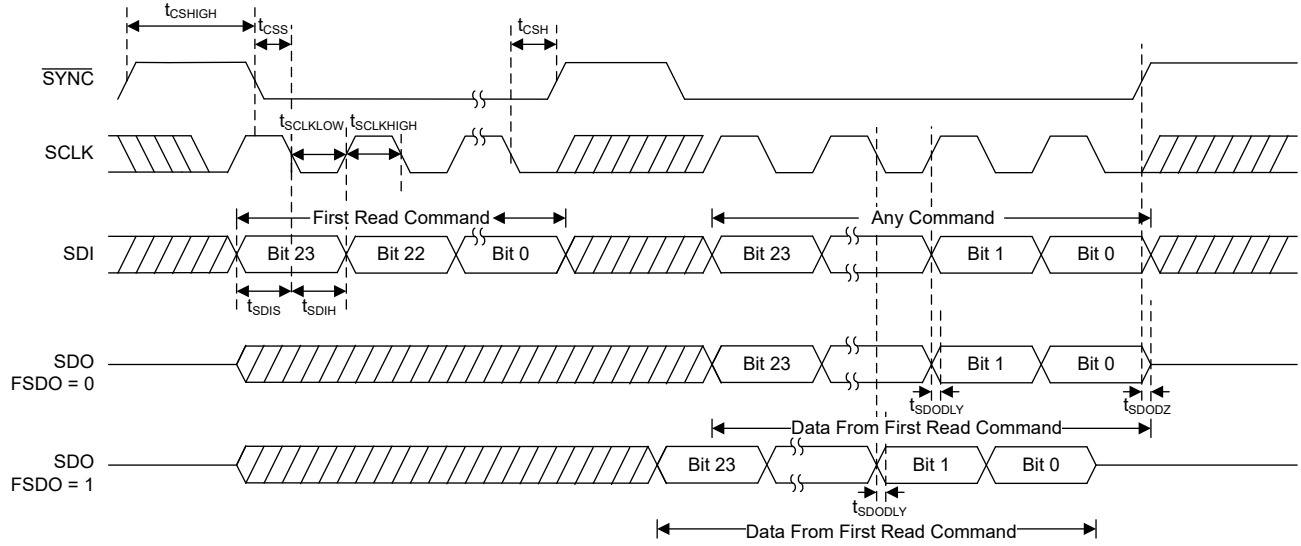 tCSHIGH
tCSS
tCSH
SYNC
tSCLKLOW tSCLKHIGH
SCLK
First Read Command
Any Command
SDI
Bit 23 Bit 22 Bit 0 Bit 23 Bit 1 Bit 0
tSDIS tSDIH
SDO
FSDO = 0
Bit 23 Bit 1 Bit 0
tSDODLY tSDODZ
Data From First Read Command
SDO
FSDO = 1
Bit 23 Bit 1 Bit 0
tSDODLY
Data From First Read Command